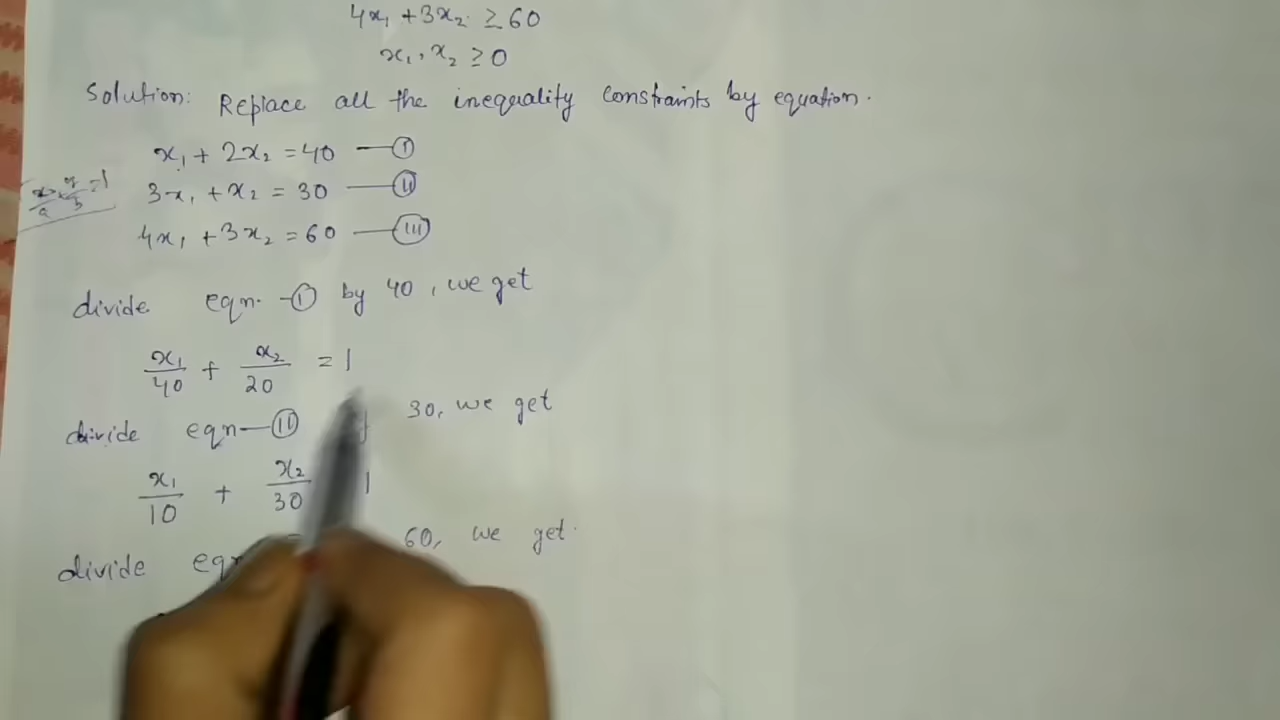 4x₁ + 3x₂ ≥ 60
x₁, x₂ ≥ 0
Solution: Replace all the inequality constraints by equation.
x₁ + 2x₂ = 40 — I
3x₁ + x₂ = 30 — II
4x₁ + 3x₂ = 60 — III
x/a + y/b = 1
divide eqn. - I by 40, we get
x₁/40 + x₂/20 = 1
divide eqn — II 30, we get
x₁/10 + x₂/30 1
divide eqn 60, we get.